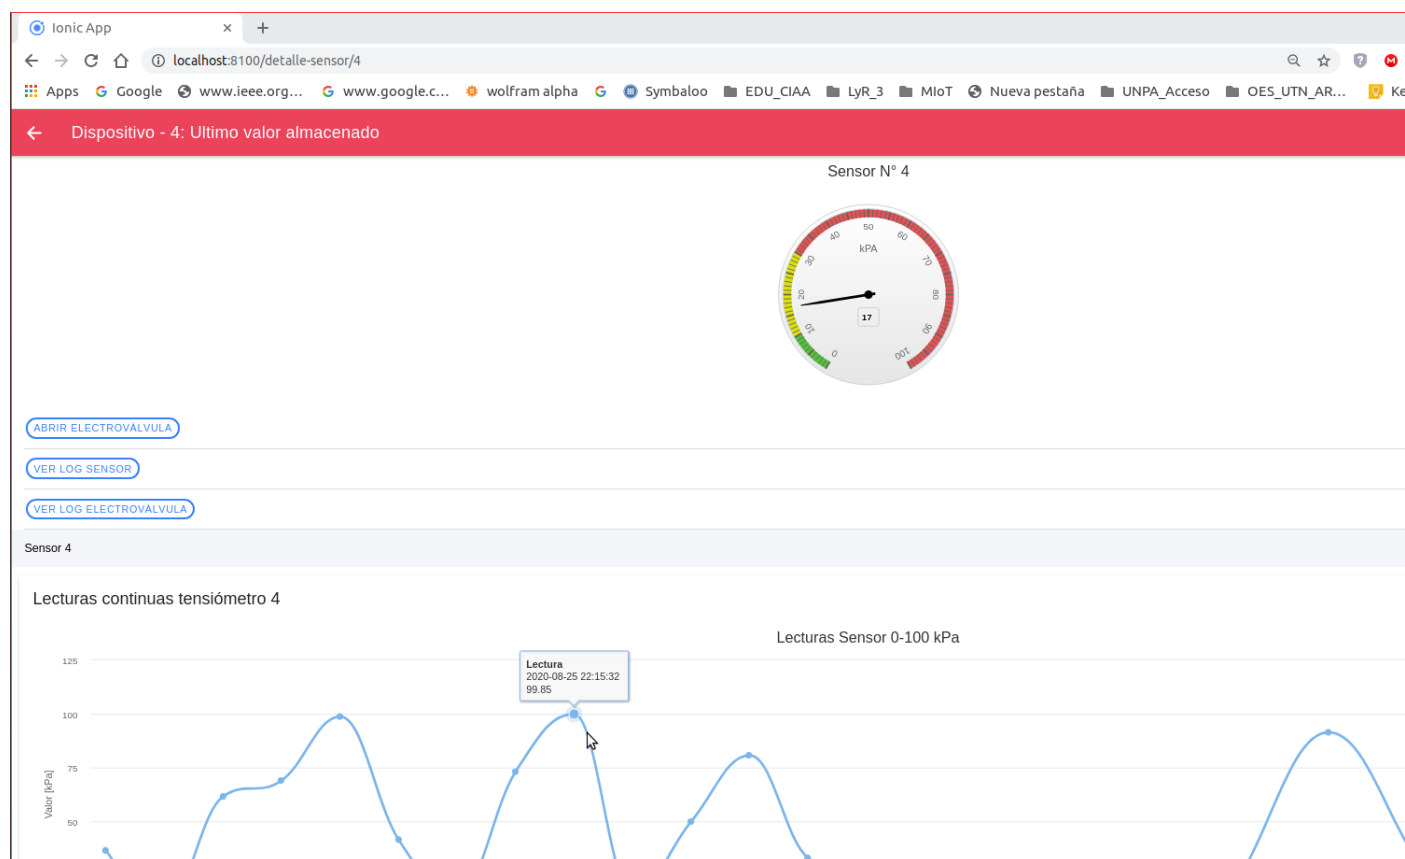 Ionic App
localhost:8100/detalle-sensor/4
Apps Google www.ieee.org... www.google.c... wolfram alpha Symbaloo EDU_CIAA LyR_3 MIoT Nueva pestaña UNPA_Acceso OES_UTN_AR... Ke
Dispositivo - 4: Ultimo valor almacenado
Sensor N° 4
0 10 20 30 40 50 60 70 80 90 100
kPA
17
ABRIR ELECTROVÁLVULA
VER LOG SENSOR
VER LOG ELECTROVÁLVULA
Sensor 4
Lecturas continuas tensiómetro 4
Lecturas Sensor 0-100 kPa
Lectura
2020-08-25 22:15:32
99.85
125
100
75
50
Valor [kPa]